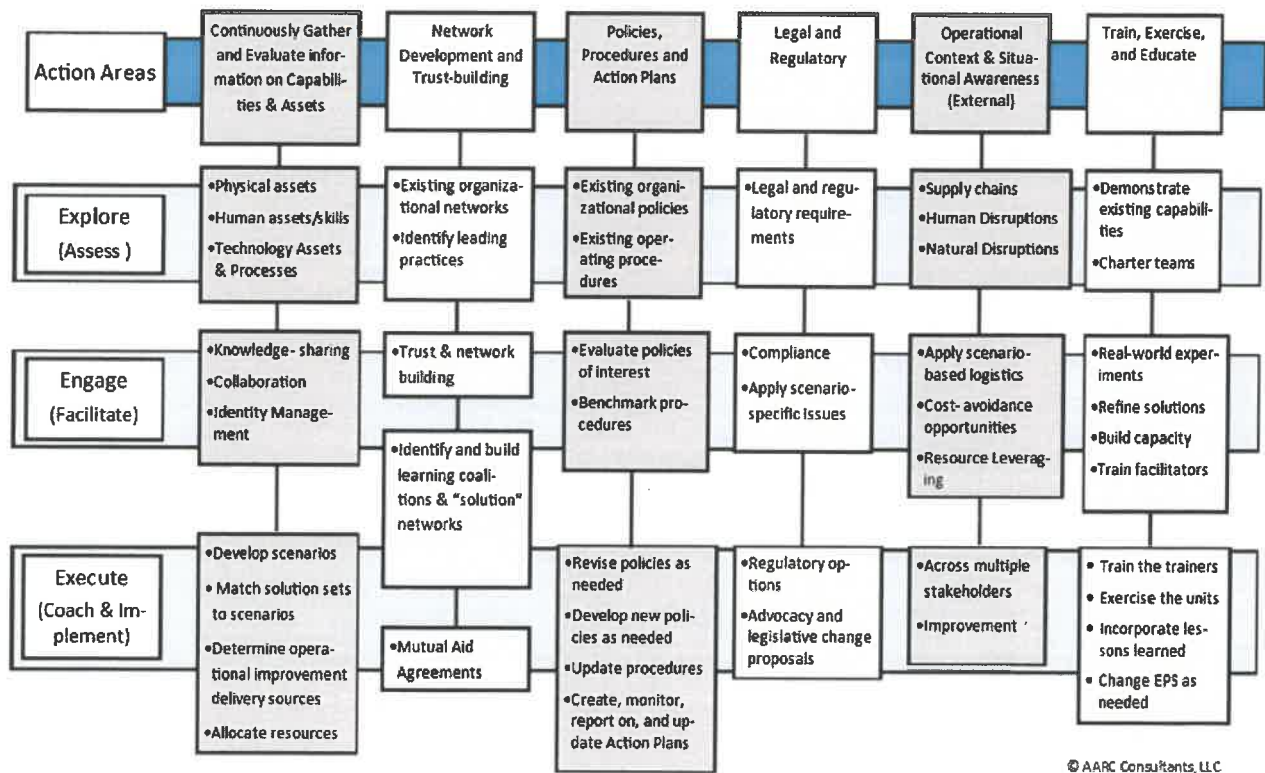 Action Areas
Continuously Gather
and Evaluate infor-
mation on Capabili-
ties & Assets
Network
Development and
Trust-building
Policies,
Procedures and
Action Plans
Legal and
Regulatory
Operational
Context & Situa-
tional Awareness
(External)
Train, Exercise,
and Educate
Explore
(Assess )
•Physical assets
•Human assets/skills
•Technology Assets
& Processes
•Existing organiza-
tional networks
•Identify leading
practices
•Existing organi-
zational policies
•Existing oper-
ating proce-
dures
•Legal and regu-
latory require-
ments
•Supply chains
•Human Disruptions
•Natural Disruptions
•Demonstrate
existing capabili-
ties
•Charter teams
Engage
(Facilitate)
•Knowledge- sharing
•Collaboration
•Identity Manage-
ment
•Trust & network
building
•Identify and build
learning coali-
tions & “solution”
networks
•Evaluate policies
of interest
•Benchmark pro-
cedures
•Compliance
•Apply scenario-
specific issues
•Apply scenario-
based logistics
•Cost- avoidance
opportunities
•Resource Leverag-
ing
•Real-world exper-
iments
•Refine solutions
•Build capacity
•Train facilitators
Execute
(Coach & Im-
plement)
•Develop scenarios
•Match solution sets
to scenarios
•Determine opera-
tional improvement
delivery sources
•Allocate resources
•Mutual Aid
Agreements
•Revise policies as
needed
•Develop new poli-
cies as needed
•Update procedures
•Create, monitor,
report on, and up-
date Action Plans
•Regulatory op-
tions
•Advocacy and
legislative change
proposals
•Across multiple
stakeholders
•Improvement
• Train the trainers
• Exercise the units
• Incorporate les-
sons learned
• Change EPS as
needed
© AARC Consultants, LLC